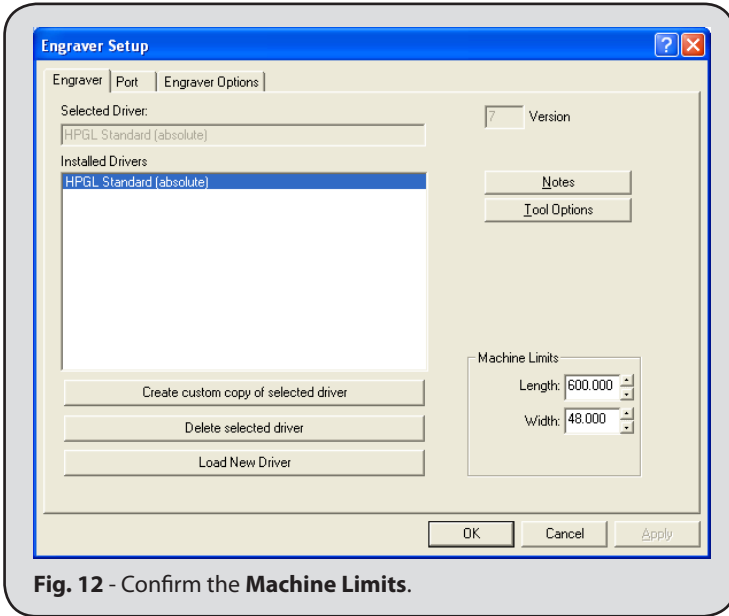 Engraver Setup
Engraver Port Engraver Options
Selected Driver:
HPGL Standard (absolute)
7 Version
Installed Drivers
HPGL Standard (absolute)
Notes
Tool Options
Machine Limits
Length: 600.000
Width: 48.000
Create custom copy of selected driver
Delete selected driver
Load New Driver
OK Cancel Apply
Fig. 12 - Confirm the Machine Limits.